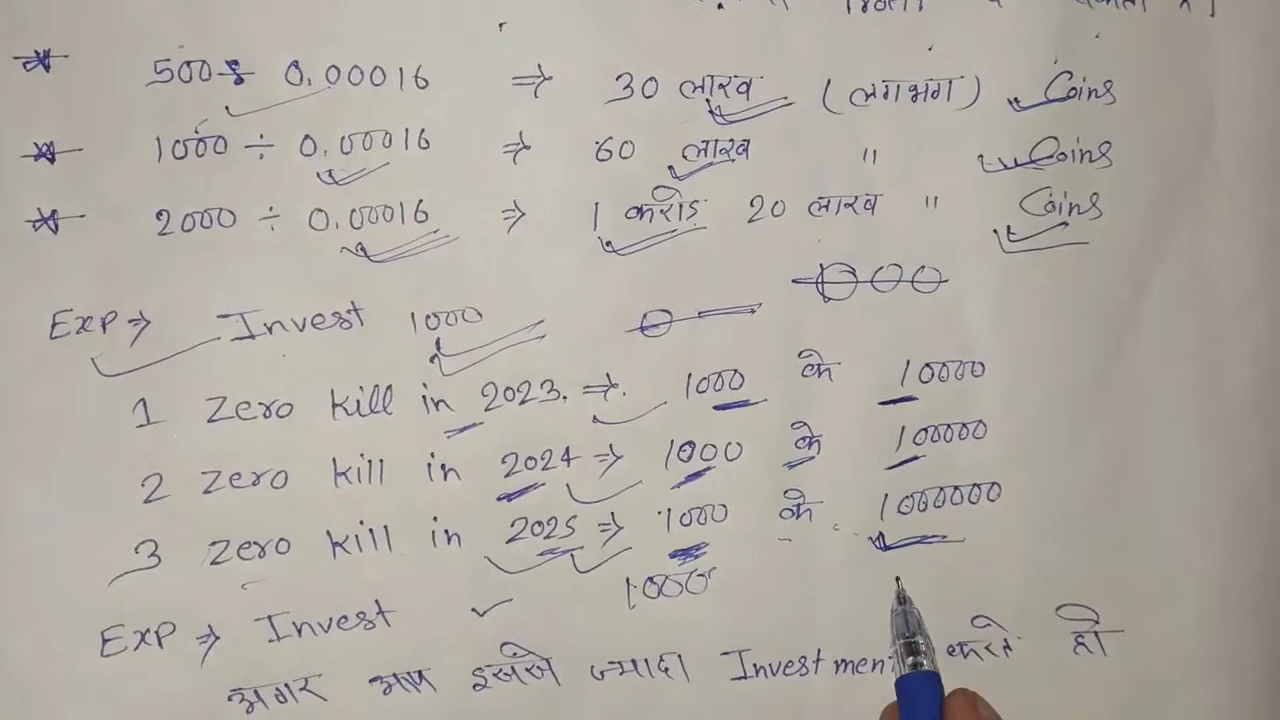 500 ÷ 0.00016 ⇒ 30 लाख (लगभग) Coins
1000 ÷ 0.00016 ⇒ 60 लाख " Coins
2000 ÷ 0.00016 ⇒ 1 करोड़ 20 लाख " Coins
Exp ⇒ Invest 1000
1 Zero kill in 2023. ⇒ 1000 के 10000
2 Zero kill in 2024 ⇒ 1000 के 100000
3 Zero kill in 2025 ⇒ 1000 के 1000000
1000
Exp ⇒ Invest
अगर आप इससे ज्यादा Investmen करते हो